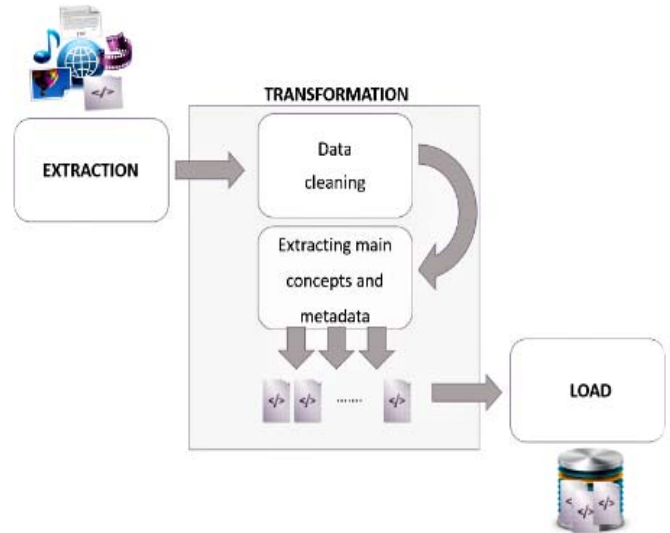 TRANSFORMATION
EXTRACTION
Data
cleaning
Extracting main
concepts and
metadata
</>
</>
</>
.......
</>
LOAD
</>
</>